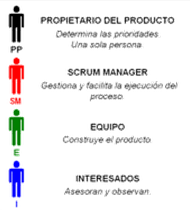 PROPIETARIO DEL PRODUCTO
Determina las prioridades.
Una sola persona
PP
SCRUM MANAGER
Gestiona y facilita la ejecución del
proceso.
SM
EQUIPO
Construye el producto
E
INTERESADOS
Asesoran y observan.
I